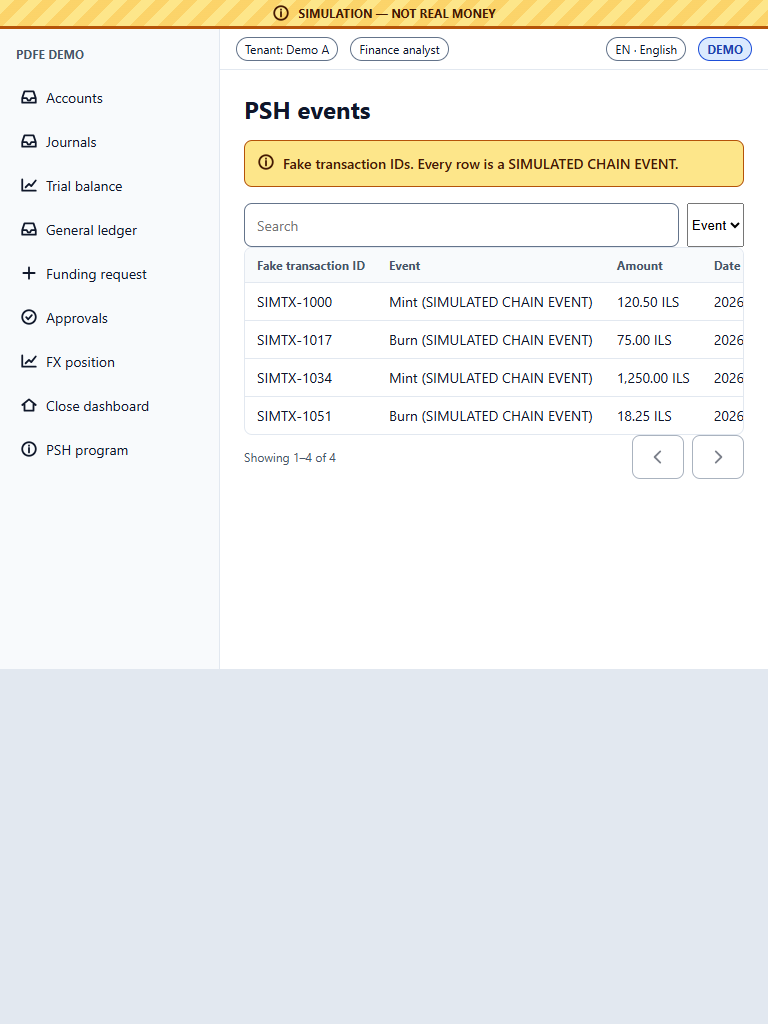 SIMULATION — NOT REAL MONEY
PDFE DEMO
Tenant: Demo A
Finance analyst
EN · English
DEMO
Accounts
Journals
Trial balance
General ledger
Funding request
Approvals
FX position
Close dashboard
PSH program
PSH events
Fake transaction IDs. Every row is a SIMULATED CHAIN EVENT.
Search
Event
Fake transaction ID Event Amount Date
SIMTX-1000 Mint (SIMULATED CHAIN EVENT) 120.50 ILS 2026
SIMTX-1017 Burn (SIMULATED CHAIN EVENT) 75.00 ILS 2026
SIMTX-1034 Mint (SIMULATED CHAIN EVENT) 1,250.00 ILS 2026
SIMTX-1051 Burn (SIMULATED CHAIN EVENT) 18.25 ILS 2026
Showing 1–4 of 4